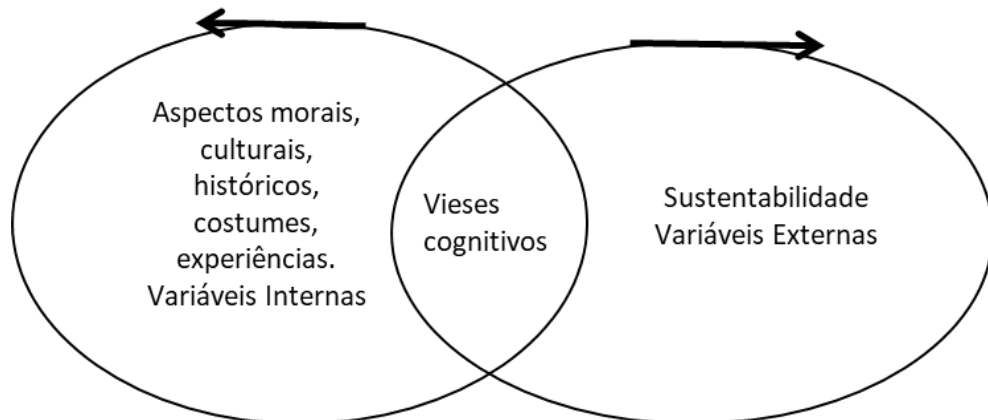 Aspectos morais,
culturais,
históricos,
costumes,
experiências.
Variáveis Internas
Vieses
cognitivos
Sustentabilidade
Variáveis Externas